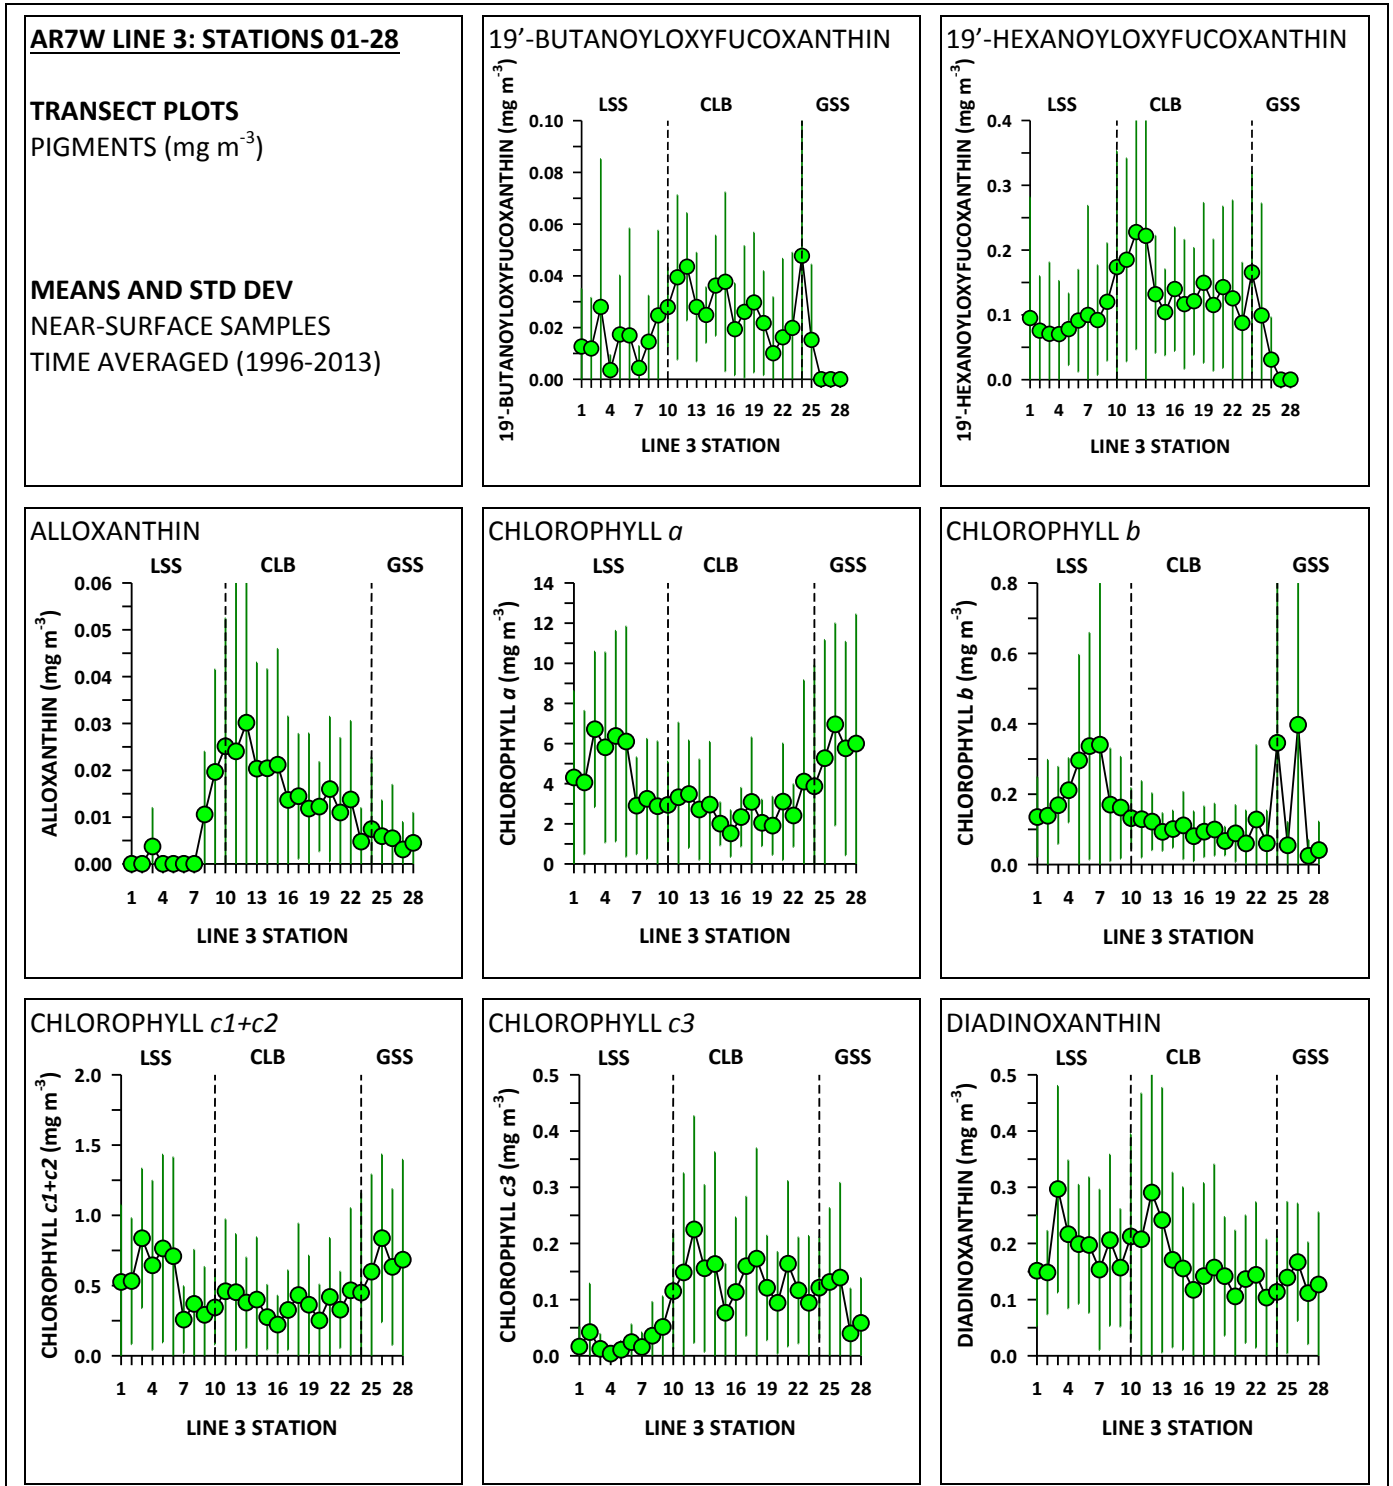 AR7W LINE 3: STATIONS 01-28
TRANSECT PLOTS
PIGMENTS (mg m-3)
MEANS AND STD DEV
NEAR-SURFACE SAMPLES
TIME AVERAGED (1996-2013)
19’-BUTANOYLOXYFUCOXANTHIN
19'-BUTANOYLOXYFUCOXANTHIN (mg m-3)
LSS CLB GSS
0.10
0.08
0.06
0.04
0.02
0.00
1 4 7 10 13 16 19 22 25 28
LINE 3 STATION
19’-HEXANOYLOXYFUCOXANTHIN
19'-HEXANOYLOXYFUCOXANTHIN (mg m-3)
LSS CLB GSS
0.4
0.3
0.2
0.1
0.0
1 4 7 10 13 16 19 22 25 28
LINE 3 STATION
ALLOXANTHIN
ALLOXANTHIN (mg m-3)
LSS CLB GSS
0.06
0.05
0.04
0.03
0.02
0.01
0.00
1 4 7 10 13 16 19 22 25 28
LINE 3 STATION
CHLOROPHYLL a
CHLOROPHYLL a (mg m-3)
LSS CLB GSS
14
12
10
8
6
4
2
0
1 4 7 10 13 16 19 22 25 28
LINE 3 STATION
CHLOROPHYLL b
CHLOROPHYLL b (mg m-3)
LSS CLB GSS
0.8
0.6
0.4
0.2
0.0
1 4 7 10 13 16 19 22 25 28
LINE 3 STATION
CHLOROPHYLL c1+c2
CHLOROPHYLL c1+c2 (mg m-3)
LSS CLB GSS
2.0
1.5
1.0
0.5
0.0
1 4 7 10 13 16 19 22 25 28
LINE 3 STATION
CHLOROPHYLL c3
CHLOROPHYLL c3 (mg m-3)
LSS CLB GSS
0.5
0.4
0.3
0.2
0.1
0.0
1 4 7 10 13 16 19 22 25 28
LINE 3 STATION
DIADINOXANTHIN
DIADINOXANTHIN (mg m-3)
LSS CLB GSS
0.5
0.4
0.3
0.2
0.1
0.0
1 4 7 10 13 16 19 22 25 28
LINE 3 STATION